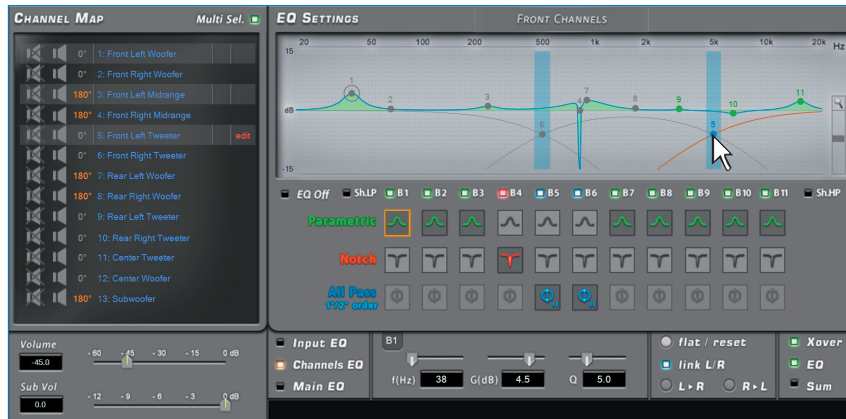 CHANNEL MAP
Multi Sel.
0° 1: Front Left Woofer
0° 2: Front Right Woofer
180° 3: Front Left Midrange
180° 4: Front Right Midrange
0° 5: Front Left Tweeter edit
0° 6: Front Right Tweeter
180° 7: Rear Left Woofer
180° 8: Rear Right Woofer
0° 9: Rear Left Tweeter
0° 10: Rear Right Tweeter
0° 11: Center Tweeter
0° 12: Center Woofer
180° 13: Subwoofer
Volume
-45.0
- 60 - 45 - 30 - 15 0 dB
Sub Vol
0.0
- 12 - 9 - 6 - 3 0 dB
EQ SETTINGS
FRONT CHANNELS
20 50 100 200 500 1k 2k 5k 10k 20k Hz
15
dB
-15
1 2 3 4 5 6 7 8 9 10 11
EQ Off Sh.LP B1 B2 B3 B4 B5 B6 B7 B8 B9 B10 B11 Sh.HP
Parametric
Notch
All Pass
1°/2° order
Input EQ
Channels EQ
Main EQ
B1
f(Hz) 38 G(dB) 4.5 Q 5.0
flat / reset
link L/R
L▸R R▸L
Xover
EQ
Sum